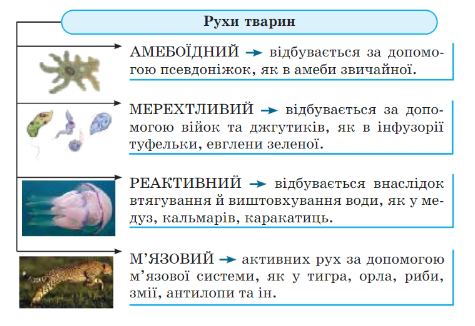 Рухи тварин
АМЕБОЇДНИЙ → відбувається за допомо-
гою псевдоніжок, як в амеби звичайної.
МЕРЕХТЛИВИЙ → відбувається за допо-
могою війок та джгутиків, як в інфузорії
туфельки, евглени зеленої.
РЕАКТИВНИЙ → відбувається внаслідок
втягування й виштовхування води, як у ме-
дуз, кальмарів, каракатиць.
М’ЯЗОВИЙ → активних рух за допомогою
м’язової системи, як у тигра, орла, риби,
змії, антилопи та ін.